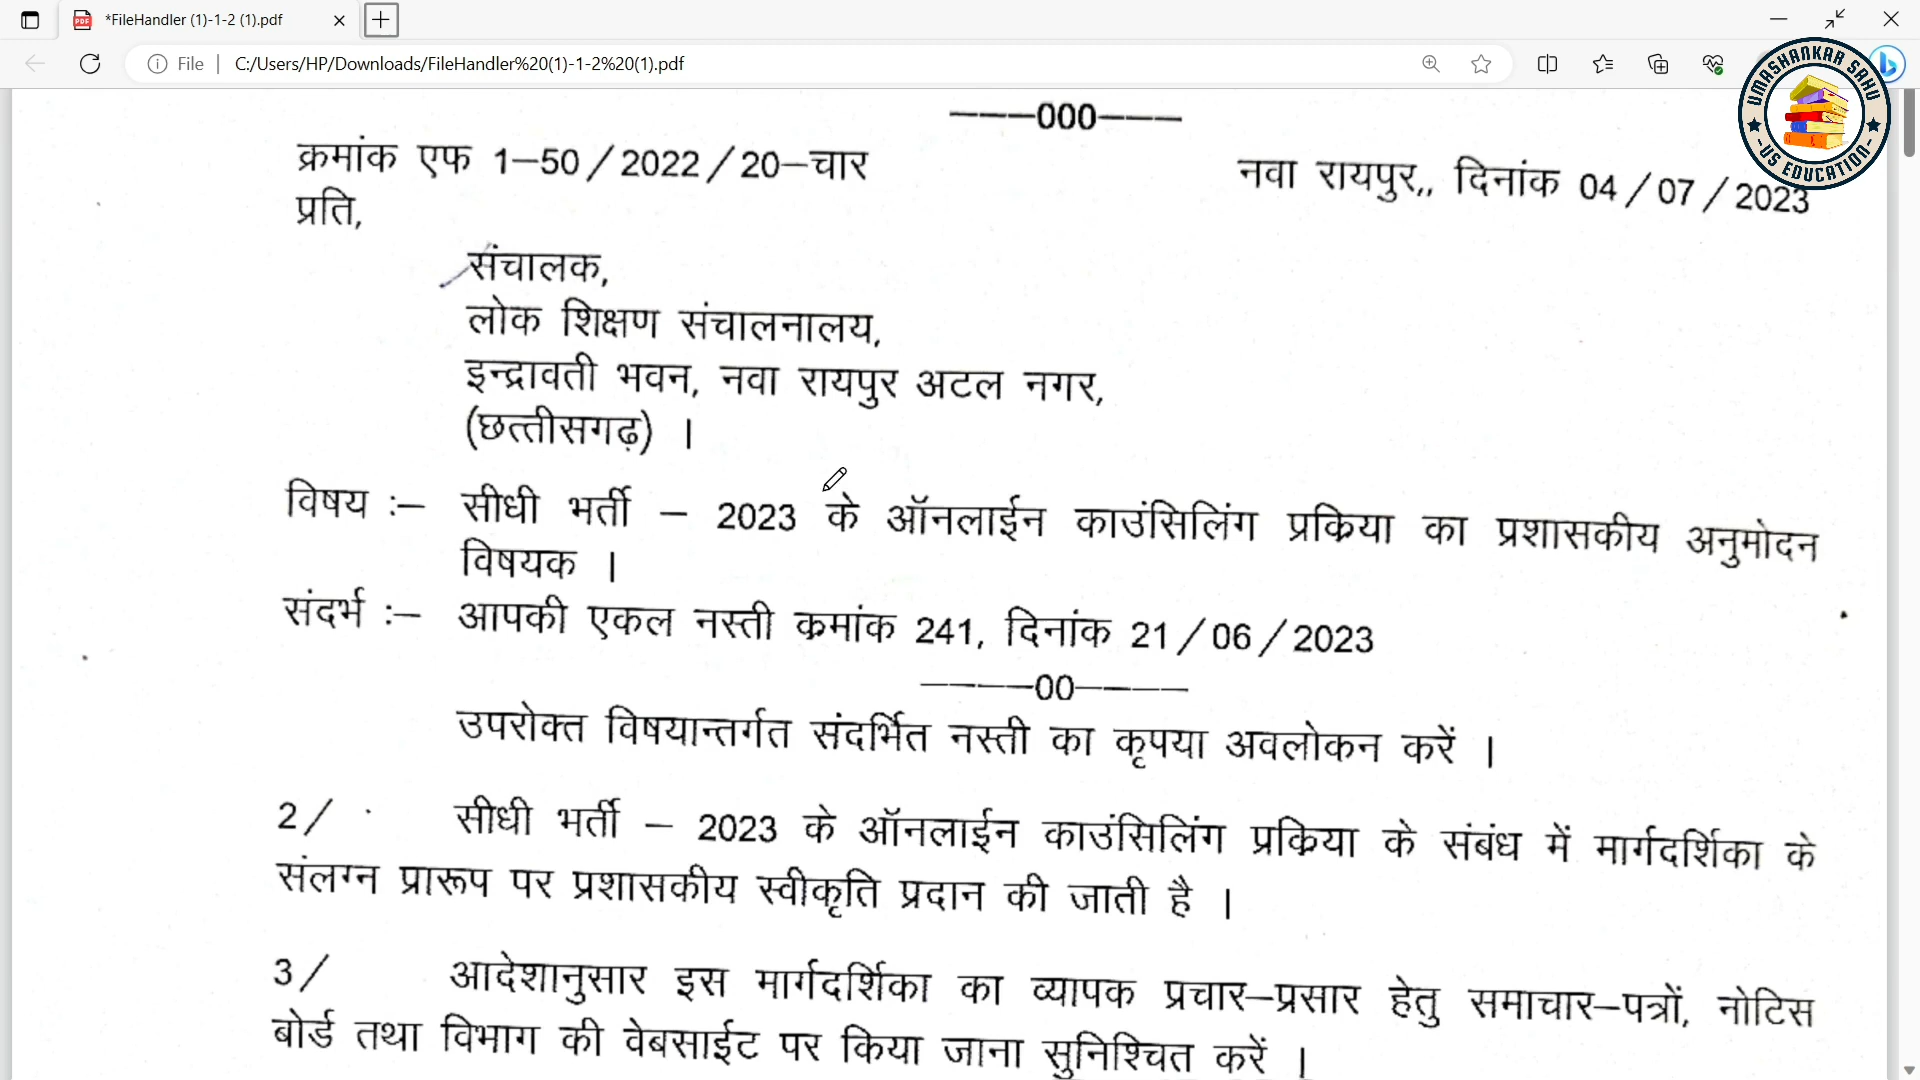 *FileHandler (1)-1-2 (1).pdf
File | C:/Users/HP/Downloads/FileHandler%20(1)-1-2%20(1).pdf
UMASHANKAR SAHU
-US EDUCATION-
———000———
क्रमांक एफ 1–50/2022/20–चार
नवा रायपुर,, दिनांक 04/07/2023
प्रति,
संचालक,
लोक शिक्षण संचालनालय,
इन्द्रावती भवन, नवा रायपुर अटल नगर,
(छत्तीसगढ़) ।
विषय :– सीधी भर्ती – 2023 के ऑनलाईन काउंसिलिंग प्रक्रिया का प्रशासकीय अनुमोदन
विषयक ।
संदर्भ :– आपकी एकल नस्ती क्रमांक 241, दिनांक 21/06/2023
————00————
उपरोक्त विषयान्तर्गत संदर्भित नस्ती का कृपया अवलोकन करें ।
2/ सीधी भर्ती – 2023 के ऑनलाईन काउंसिलिंग प्रक्रिया के संबंध में मार्गदर्शिका के
संलग्न प्रारूप पर प्रशासकीय स्वीकृति प्रदान की जाती है ।
3/ आदेशानुसार इस मार्गदर्शिका का व्यापक प्रचार–प्रसार हेतु समाचार–पत्रों, नोटिस
बोर्ड तथा विभाग की वेबसाईट पर किया जाना सुनिश्चित करें ।